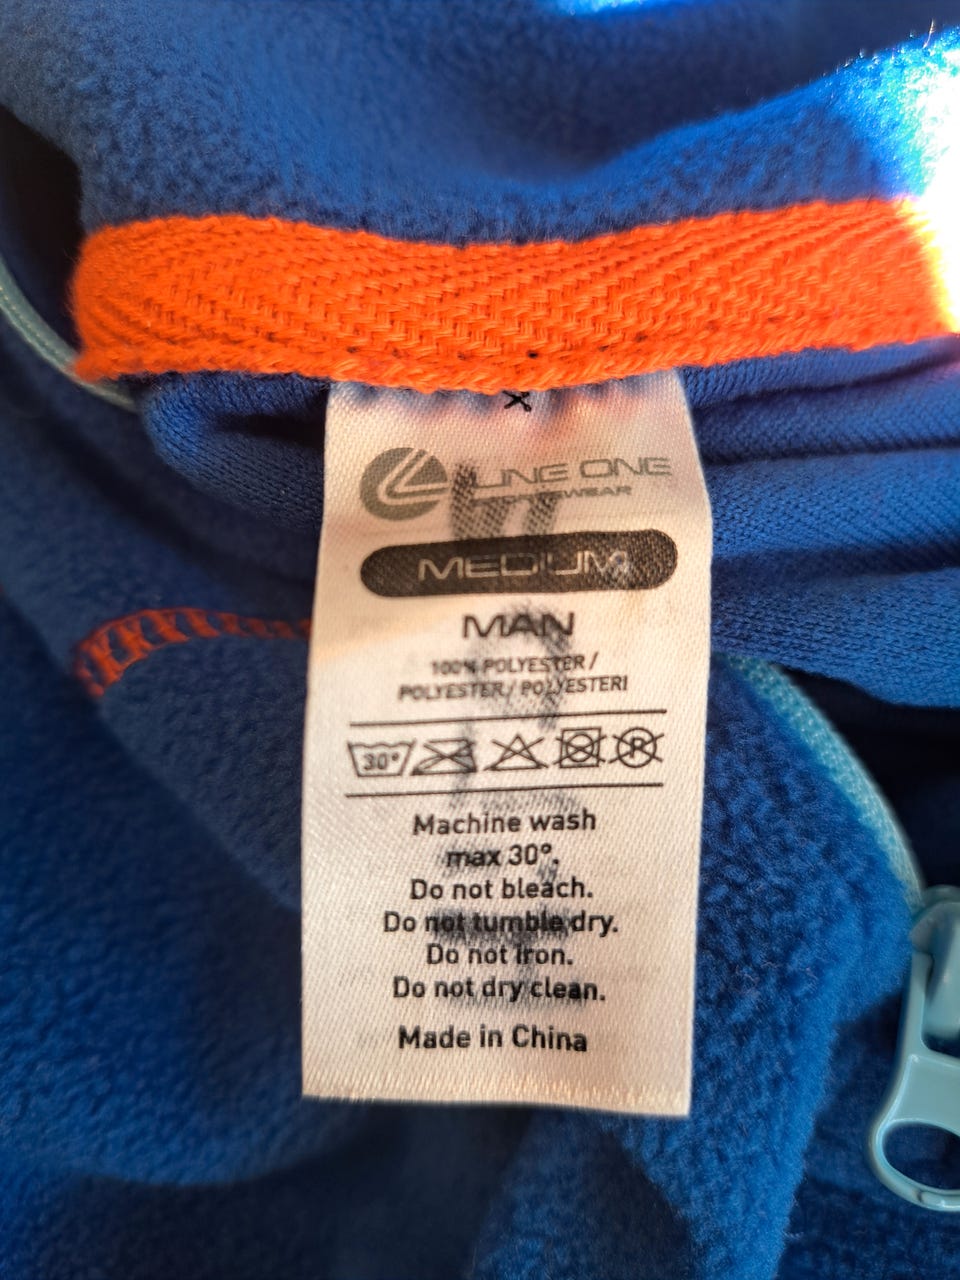 LINE ONE
SPORTSWEAR
MEDIUM
MAN
100% POLYESTER /
POLYESTER / POLYESTERI
30°
R
Machine wash
max 30°.
Do not bleach.
Do not tumble dry.
Do not iron.
Do not dry clean.
Made in China